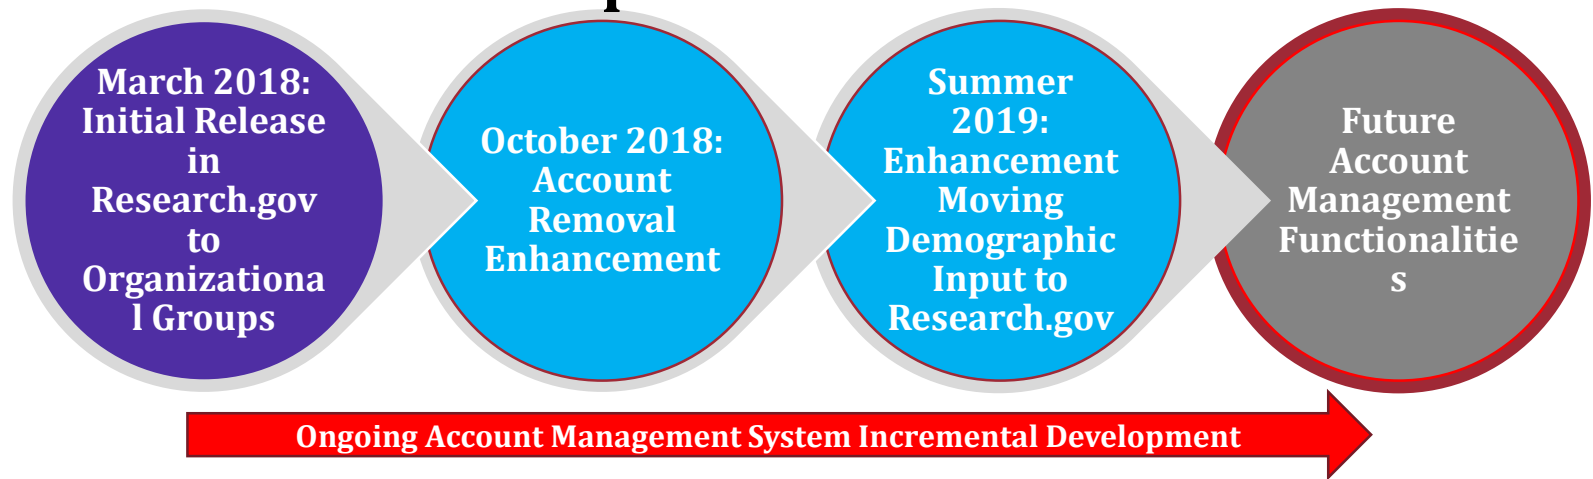 March 2018:
Initial Release
in
Research.gov
to
Organizationa
l Groups
October 2018:
Account
Removal
Enhancement
Summer
2019:
Enhancement
Moving
Demographic
Input to
Research.gov
Future
Account
Management
Functionalitie
s
Ongoing Account Management System Incremental Development